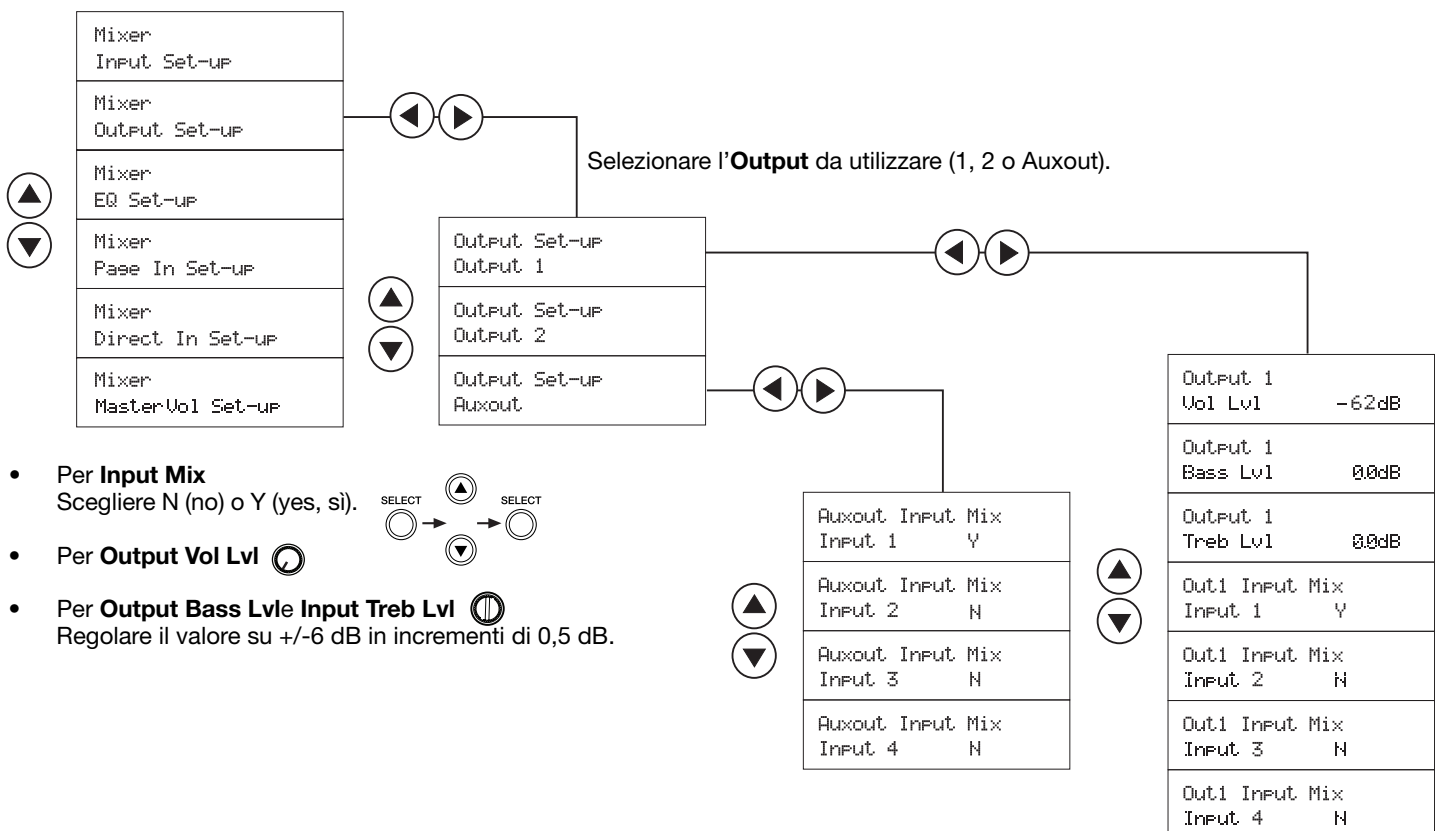 Mixer
Input Set-up
Mixer
Output Set-up
Mixer
EQ Set-up
Mixer
Page In Set-up
Mixer
Direct In Set-up
Mixer
MasterVol Set-up
Selezionare l'Output da utilizzare (1, 2 o Auxout).
Output Set-up
Output 1
Output Set-up
Output 2
Output Set-up
Auxout
• Per Input Mix
Scegliere N (no) o Y (yes, sì).
SELECT
SELECT
• Per Output Vol Lvl
• Per Output Bass Lvle Input Treb Lvl
Regolare il valore su +/-6 dB in incrementi di 0,5 dB.
Auxout Input Mix
Input 1 Y
Auxout Input Mix
Input 2 N
Auxout Input Mix
Input 3 N
Auxout Input Mix
Input 4 N
Output 1
Vol Lvl -62dB
Output 1
Bass Lvl 0.0dB
Output 1
Treb Lvl 0.0dB
Out1 Input Mix
Input 1 Y
Out1 Input Mix
Input 2 N
Out1 Input Mix
Input 3 N
Out1 Input Mix
Input 4 N